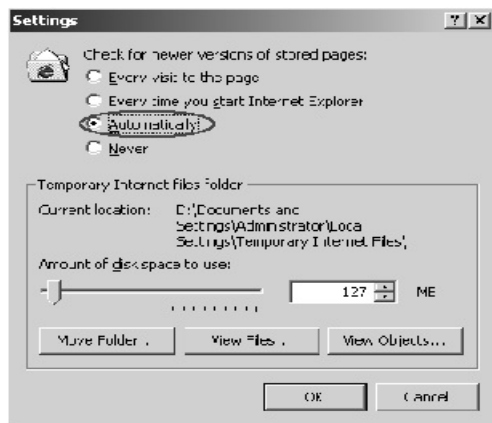 Settings
Check for newer versions of stored pages:
Every visit to the page
Every time you start Internet Explorer
Automatically
Never
Temporary Internet files folder
Current location: D:\Documents and
Settings\Administrator\Local
Settings\Temporary Internet Files\
Amount of disk space to use:
127 MB
Move Folder... View Files... View Objects...
OK Cancel